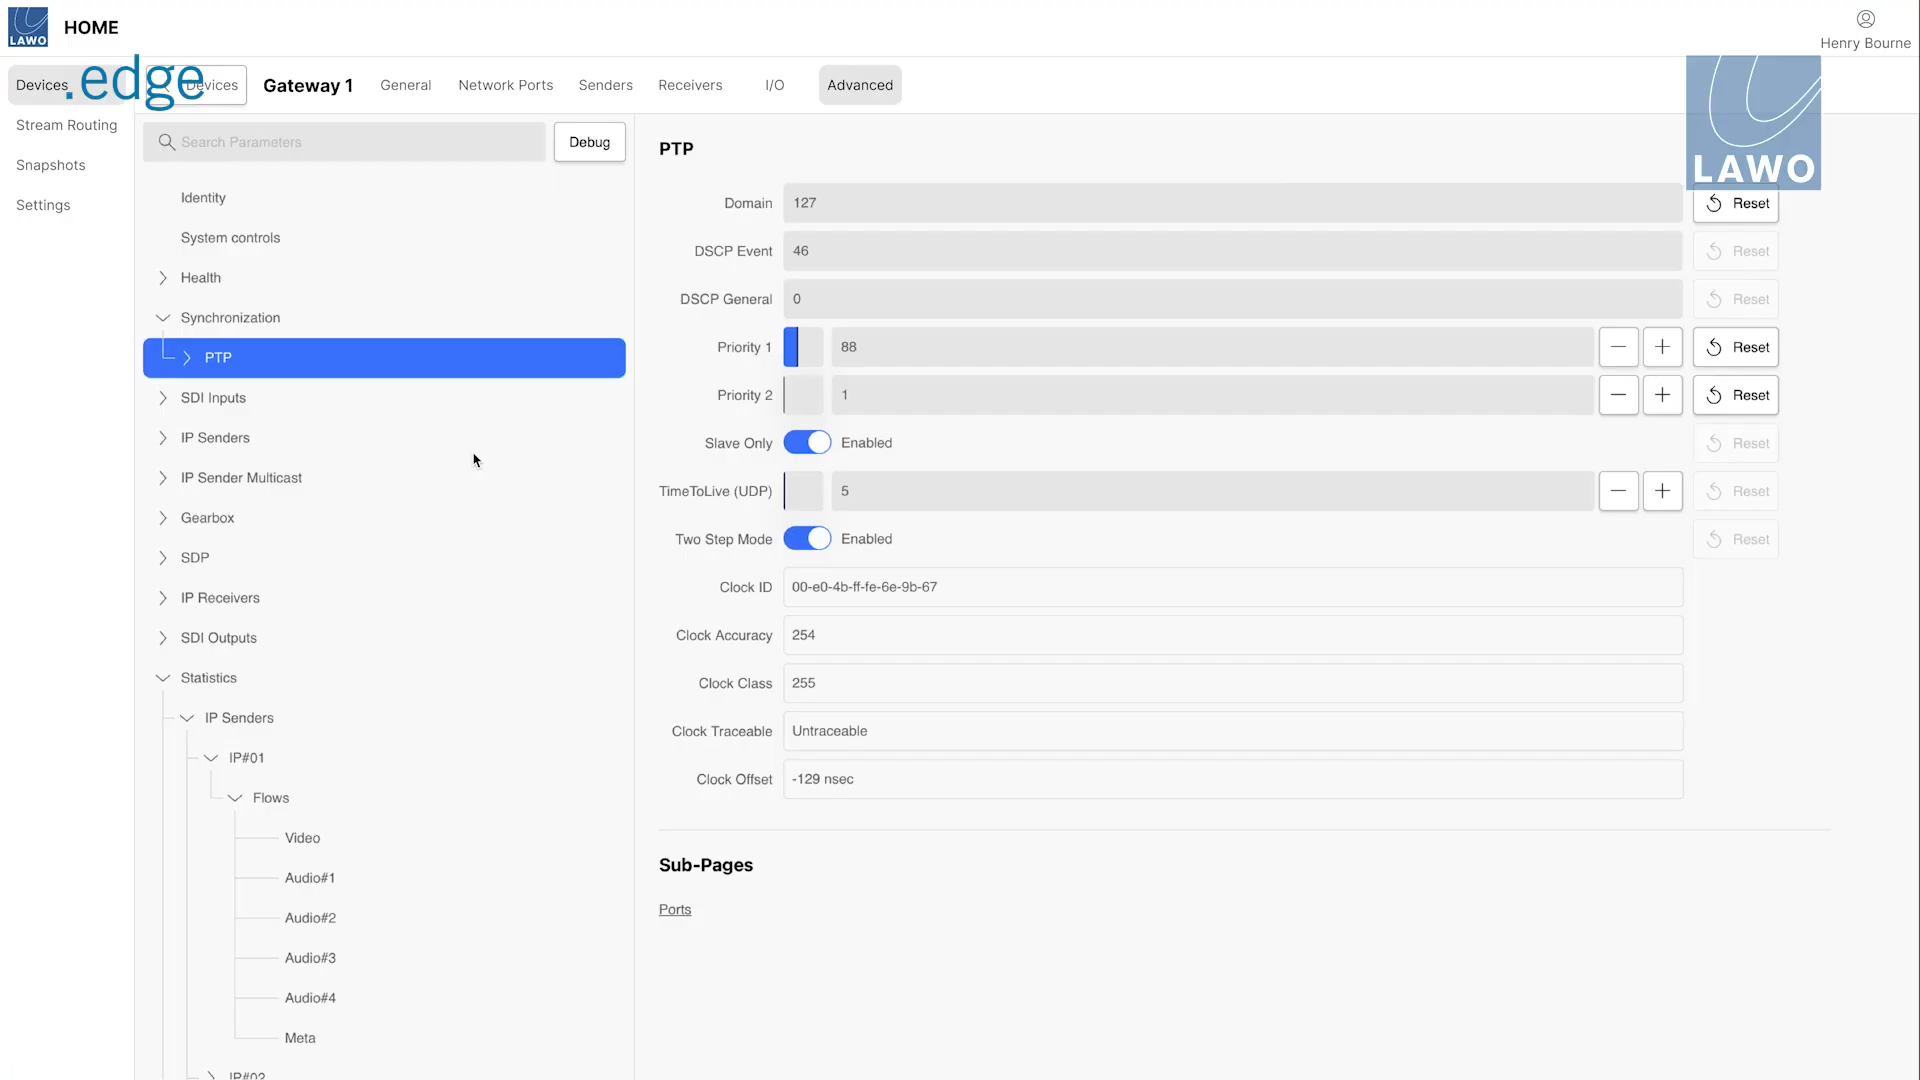 LAWO HOME
Henry Bourne
Devices .edge Devices Gateway 1 General Network Ports Senders Receivers I/O Advanced
LAWO
Stream Routing
Snapshots
Settings
Search Parameters Debug
Identity
System controls
Health
Synchronization
PTP
SDI Inputs
IP Senders
IP Sender Multicast
Gearbox
SDP
IP Receivers
SDI Outputs
Statistics
IP Senders
IP#01
Flows
Video
Audio#1
Audio#2
Audio#3
Audio#4
Meta
IP#02
PTP
Domain 127 Reset
DSCP Event 46 Reset
DSCP General 0 Reset
Priority 1 88 Reset
Priority 2 1 Reset
Slave Only Enabled Reset
TimeToLive (UDP) 5 Reset
Two Step Mode Enabled Reset
Clock ID 00-e0-4b-ff-fe-6e-9b-67
Clock Accuracy 254
Clock Class 255
Clock Traceable Untraceable
Clock Offset -129 nsec
Sub-Pages
Ports